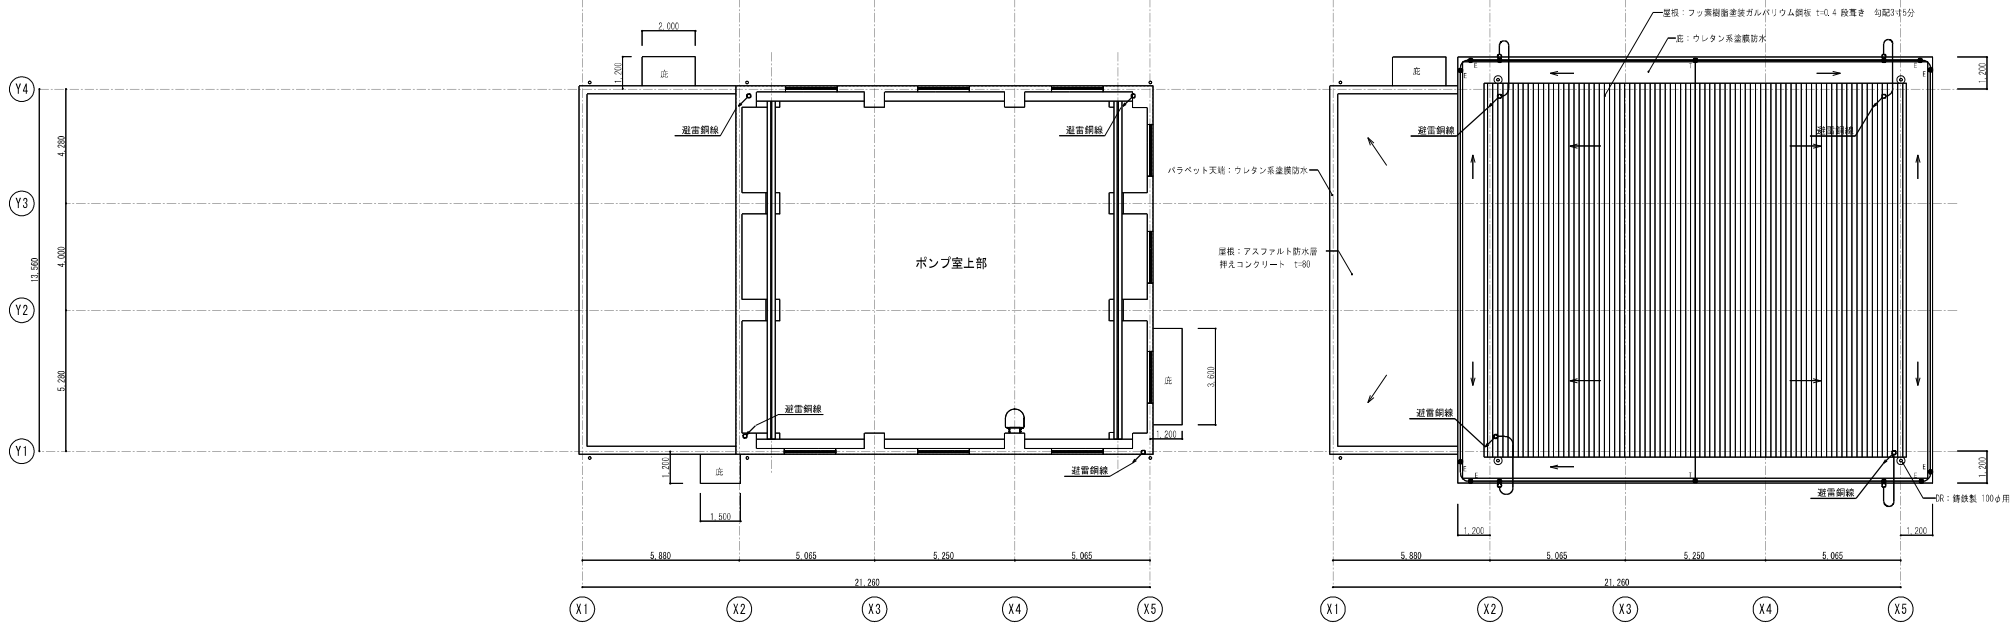 屋根：フッ素樹脂塗装ガルバリウム鋼板 t=0.4 段葺き 勾配3寸5分
庇：ウレタン系塗膜防水
2,000
1,200
庇
庇
1,200
Y4
E
T
E
E
E
避雷銅線
避雷銅線
避雷銅線
避雷銅線
4,280
パラペット天端：ウレタン系塗膜防水
Y3
4,000
13,560
ポンプ室上部
屋根：アスファルト防水層
押えコンクリート t=80
Y2
5,280
3,600
庇
避雷銅線
避雷銅線
1,200
Y1
1,200
庇
避雷銅線
E
E
T
E
E
1,200
避雷銅線
DR：鋳鉄製 100φ用
1,500
1,200
1,200
5,880
5,065
5,250
5,065
5,880
5,065
5,250
5,065
21,260
21,260
X1
X2
X3
X4
X5
X1
X2
X3
X4
X5